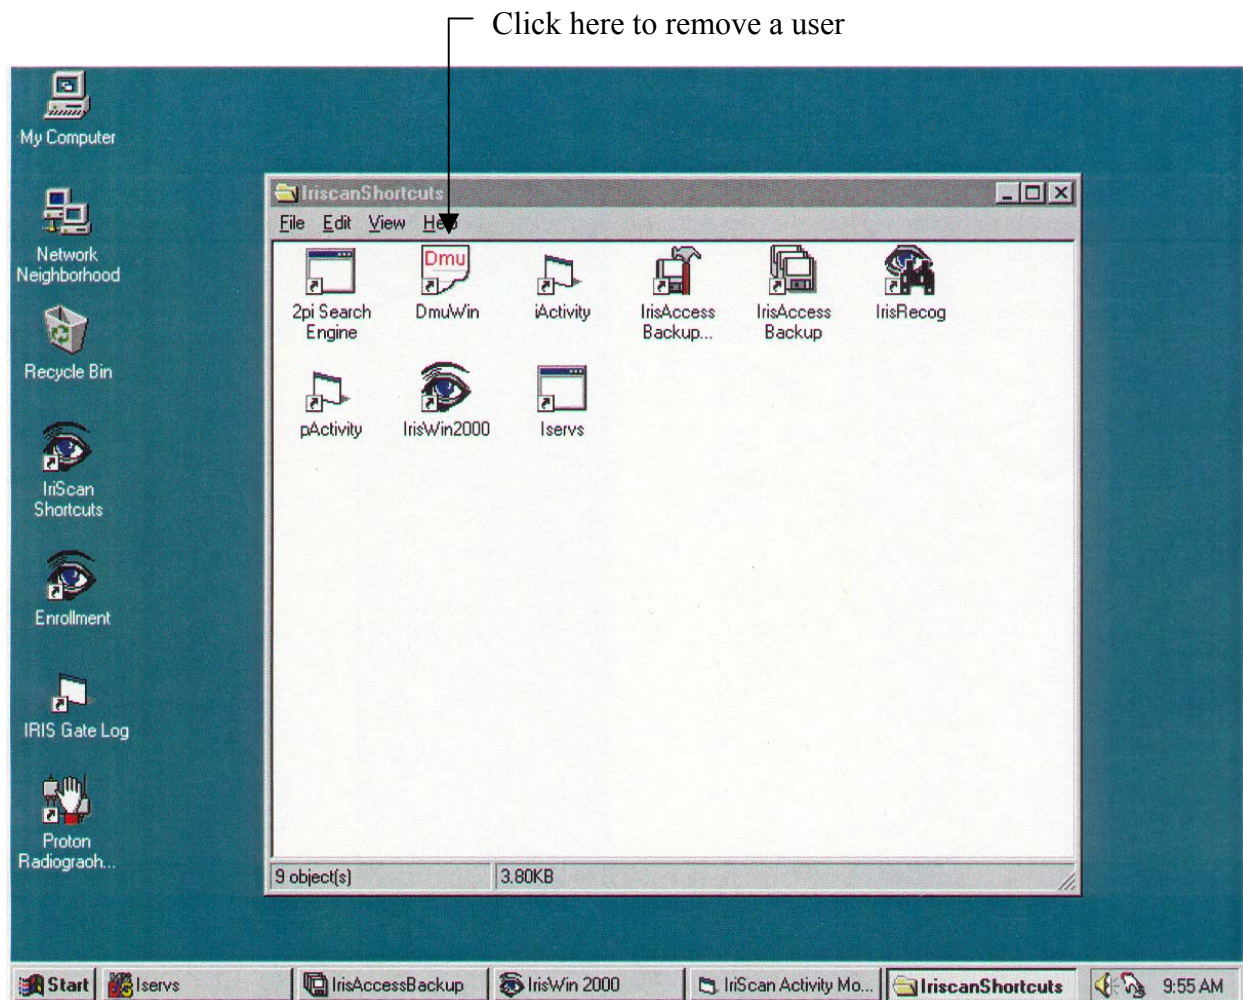 Click here to remove a user
My Computer
Network
Neighborhood
Recycle Bin
IriScan
Shortcuts
Enrollment
IRIS Gate Log
Proton
Radiograoh...
IriscanShortcuts
File Edit View Help
Dmu
2pi Search
Engine
DmuWin
iActivity
IrisAccess
Backup...
IrisAccess
Backup
IrisRecog
pActivity
IrisWin2000
Iservs
9 object(s)
3.80KB
Start
Iservs
IrisAccessBackup
IrisWin 2000
IriScan Activity Mo...
IriscanShortcuts
9:55 AM